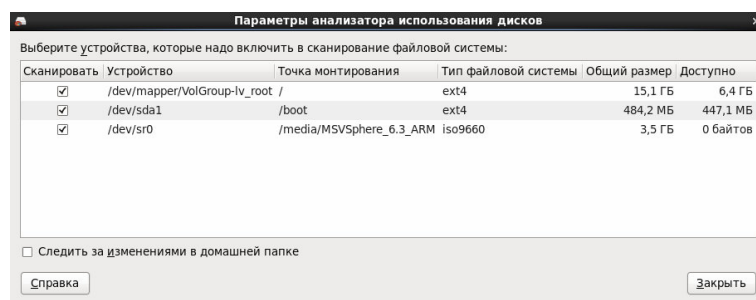 Параметры анализатора использования дисков
Выберите устройства, которые надо включить в сканирование файловой системы:
Сканировать Устройство Точка монтирования Тип файловой системы Общий размер Доступно
/dev/mapper/VolGroup-lv_root / ext4 15,1 ГБ 6,4 ГБ
/dev/sda1 /boot ext4 484,2 МБ 447,1 МБ
/dev/sr0 /media/MSVSphere_6.3_ARM iso9660 3,5 ГБ 0 байтов
Следить за изменениями в домашней папке
Справка Закрыть